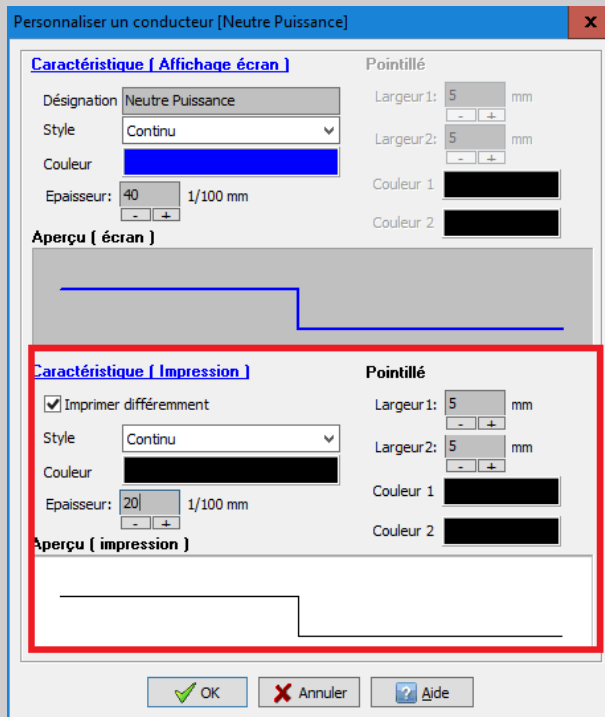 Personnaliser un conducteur [Neutre Puissance] x
Caractéristique ( Affichage écran ) Pointillé
Désignation Neutre Puissance Largeur1: 5 mm
- +
Style Continu Largeur2: 5 mm
- +
Couleur
Couleur 1
Epaisseur: 40 1/100 mm
- +
Couleur 2
Aperçu ( écran )
Caractéristique ( Impression ) Pointillé
Imprimer différemment Largeur1: 5 mm
- +
Style Continu Largeur2: 5 mm
- +
Couleur
Couleur 1
Epaisseur: 20 1/100 mm
- +
Couleur 2
Aperçu ( impression )
OK Annuler ? Aide